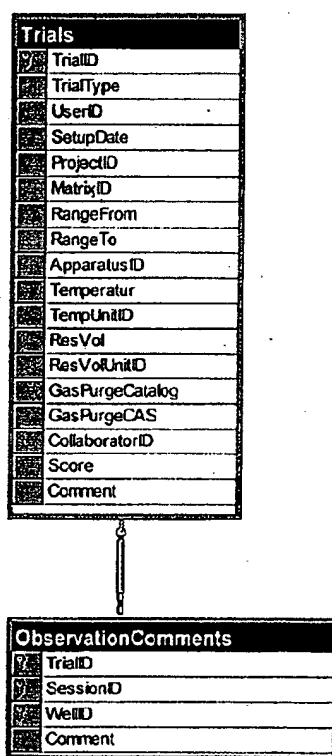 Trials
TrialID
TrialType
UserID
SetupDate
ProjectID
MatrixID
RangeFrom
RangeTo
ApparatusID
Temperatur
TempUnitID
ResVol
ResVolUnitID
GasPurgeCatalog
GasPurgeCAS
CollaboratorID
Score
Comment
ObservationComments
TrialID
SessionID
WellID
Comment